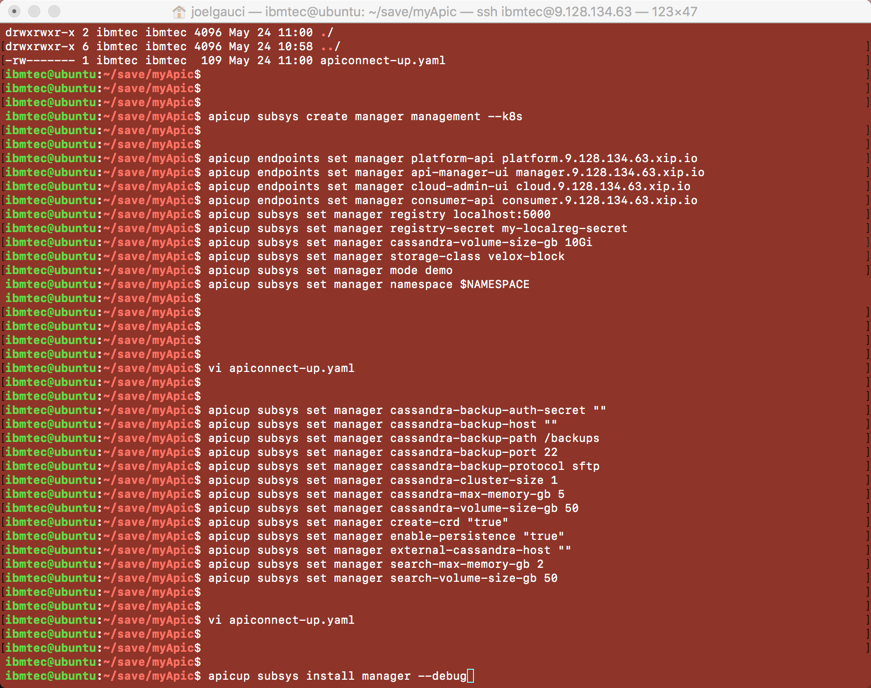 joelgauci — ibmtec@ubuntu: ~/save/myApic — ssh ibmtec@9.128.134.63 — 123×47
drwxrwxr-x 2 ibmtec ibmtec 4096 May 24 11:00 ./
[drwxrwxr-x 6 ibmtec ibmtec 4096 May 24 10:58 ../
[-rw------- 1 ibmtec ibmtec  109 May 24 11:00 apiconnect-up.yaml
ibmtec@ubuntu:~/save/myApic$
ibmtec@ubuntu:~/save/myApic$
ibmtec@ubuntu:~/save/myApic$
ibmtec@ubuntu:~/save/myApic$ apicup subsys create manager management --k8s
ibmtec@ubuntu:~/save/myApic$
ibmtec@ubuntu:~/save/myApic$
ibmtec@ubuntu:~/save/myApic$ apicup endpoints set manager platform-api platform.9.128.134.63.xip.io
ibmtec@ubuntu:~/save/myApic$ apicup endpoints set manager api-manager-ui manager.9.128.134.63.xip.io
ibmtec@ubuntu:~/save/myApic$ apicup endpoints set manager cloud-admin-ui cloud.9.128.134.63.xip.io
ibmtec@ubuntu:~/save/myApic$ apicup endpoints set manager consumer-api consumer.9.128.134.63.xip.io
ibmtec@ubuntu:~/save/myApic$ apicup subsys set manager registry localhost:5000
ibmtec@ubuntu:~/save/myApic$ apicup subsys set manager registry-secret my-localreg-secret
ibmtec@ubuntu:~/save/myApic$ apicup subsys set manager cassandra-volume-size-gb 10Gi
ibmtec@ubuntu:~/save/myApic$ apicup subsys set manager storage-class velox-block
ibmtec@ubuntu:~/save/myApic$ apicup subsys set manager mode demo
ibmtec@ubuntu:~/save/myApic$ apicup subsys set manager namespace $NAMESPACE
ibmtec@ubuntu:~/save/myApic$
ibmtec@ubuntu:~/save/myApic$
ibmtec@ubuntu:~/save/myApic$
ibmtec@ubuntu:~/save/myApic$
ibmtec@ubuntu:~/save/myApic$
ibmtec@ubuntu:~/save/myApic$ vi apiconnect-up.yaml
ibmtec@ubuntu:~/save/myApic$
ibmtec@ubuntu:~/save/myApic$
ibmtec@ubuntu:~/save/myApic$ apicup subsys set manager cassandra-backup-auth-secret ""
ibmtec@ubuntu:~/save/myApic$ apicup subsys set manager cassandra-backup-host ""
ibmtec@ubuntu:~/save/myApic$ apicup subsys set manager cassandra-backup-path /backups
ibmtec@ubuntu:~/save/myApic$ apicup subsys set manager cassandra-backup-port 22
ibmtec@ubuntu:~/save/myApic$ apicup subsys set manager cassandra-backup-protocol sftp
ibmtec@ubuntu:~/save/myApic$ apicup subsys set manager cassandra-cluster-size 1
ibmtec@ubuntu:~/save/myApic$ apicup subsys set manager cassandra-max-memory-gb 5
ibmtec@ubuntu:~/save/myApic$ apicup subsys set manager cassandra-volume-size-gb 50
ibmtec@ubuntu:~/save/myApic$ apicup subsys set manager create-crd "true"
ibmtec@ubuntu:~/save/myApic$ apicup subsys set manager enable-persistence "true"
ibmtec@ubuntu:~/save/myApic$ apicup subsys set manager external-cassandra-host ""
ibmtec@ubuntu:~/save/myApic$ apicup subsys set manager search-max-memory-gb 2
ibmtec@ubuntu:~/save/myApic$ apicup subsys set manager search-volume-size-gb 50
ibmtec@ubuntu:~/save/myApic$
ibmtec@ubuntu:~/save/myApic$
ibmtec@ubuntu:~/save/myApic$ vi apiconnect-up.yaml
ibmtec@ubuntu:~/save/myApic$
ibmtec@ubuntu:~/save/myApic$
ibmtec@ubuntu:~/save/myApic$
ibmtec@ubuntu:~/save/myApic$ apicup subsys install manager --debug